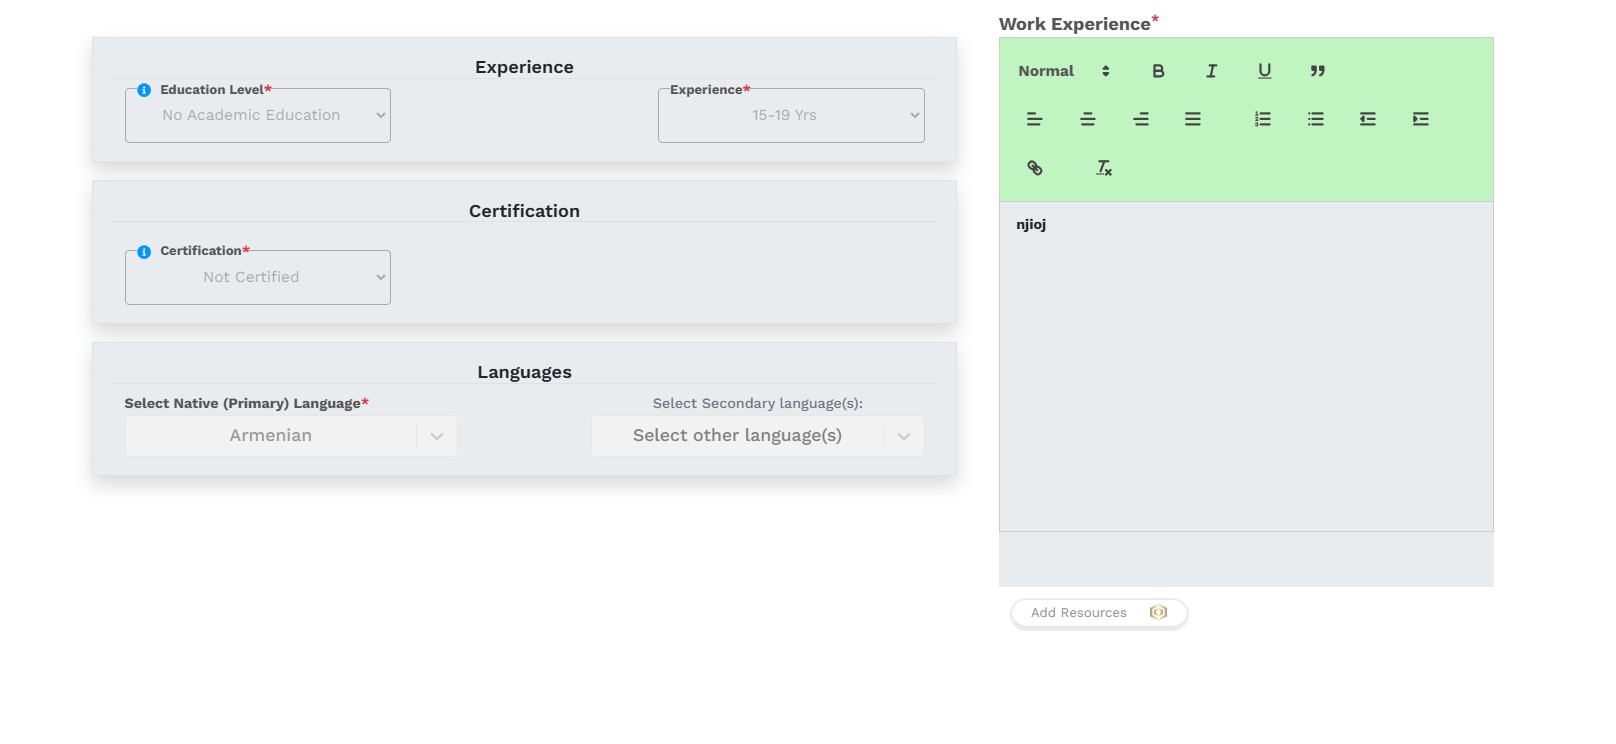 Experience
Education Level*
No Academic Education
Experience*
15-19 Yrs
Certification
Certification*
Not Certified
Languages
Select Native (Primary) Language*
Armenian
Select Secondary language(s):
Select other language(s)
Work Experience*
Normal
njioj
Add Resources